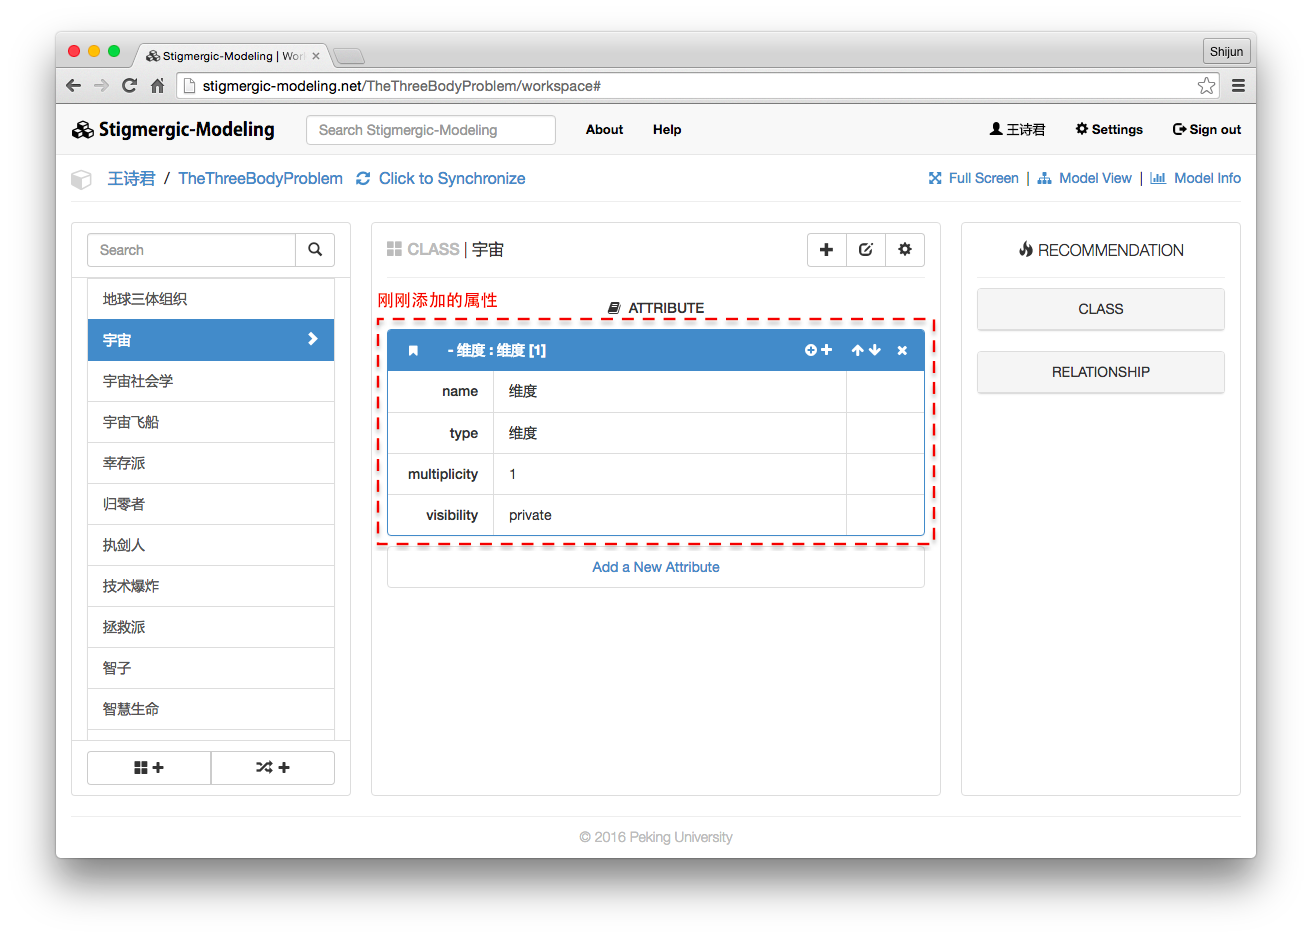 Stigmergic-Modeling | Wor
Shijun
stigmergic-modeling.net/TheThreeBodyProblem/workspace#
Stigmergic-Modeling
Search Stigmergic-Modeling
About
Help
王诗君
Settings
Sign out
王诗君 / TheThreeBodyProblem
Click to Synchronize
Full Screen | Model View | Model Info
Search
地球三体组织
宇宙
宇宙社会学
宇宙飞船
幸存派
归零者
执剑人
技术爆炸
拯救派
智子
智慧生命
CLASS | 宇宙
刚刚添加的属性
ATTRIBUTE
- 维度 : 维度 [1]
name 维度
type 维度
multiplicity 1
visibility private
Add a New Attribute
RECOMMENDATION
CLASS
RELATIONSHIP
© 2016 Peking University